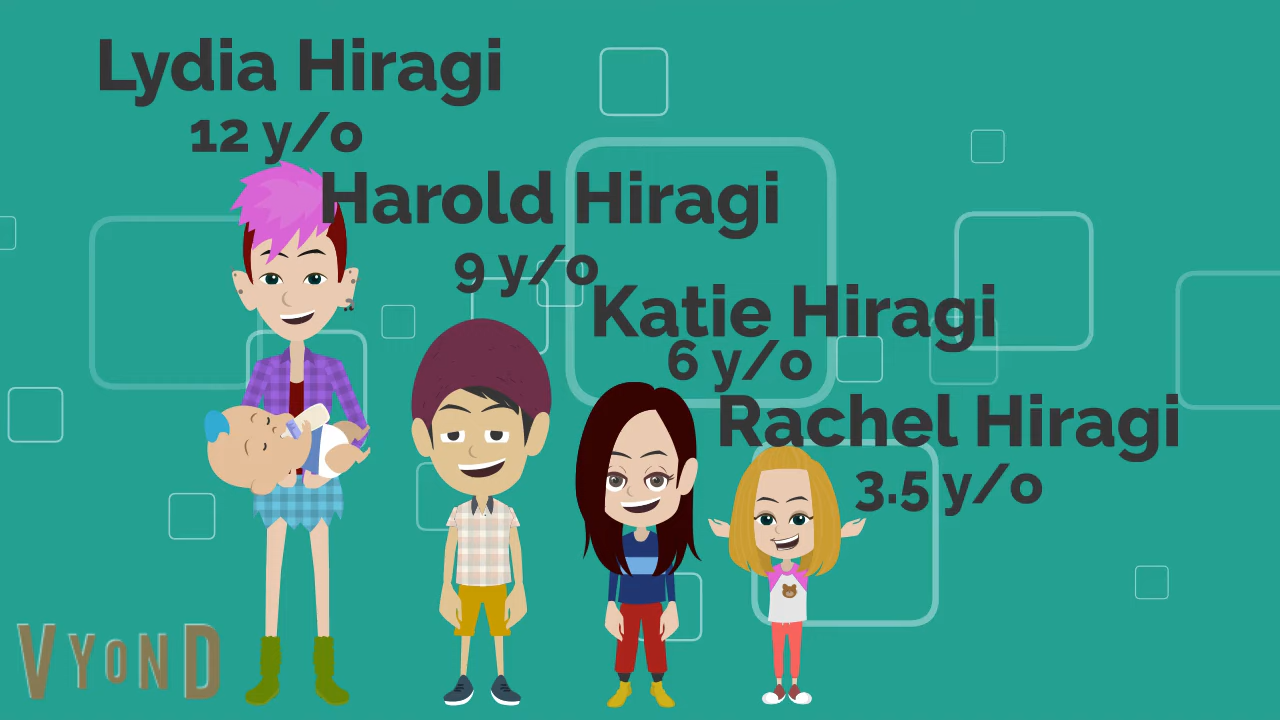 Lydia Hiragi
12 y/o
Harold Hiragi
9 y/o
Katie Hiragi
6 y/o
Rachel Hiragi
3.5 y/o
VYOND